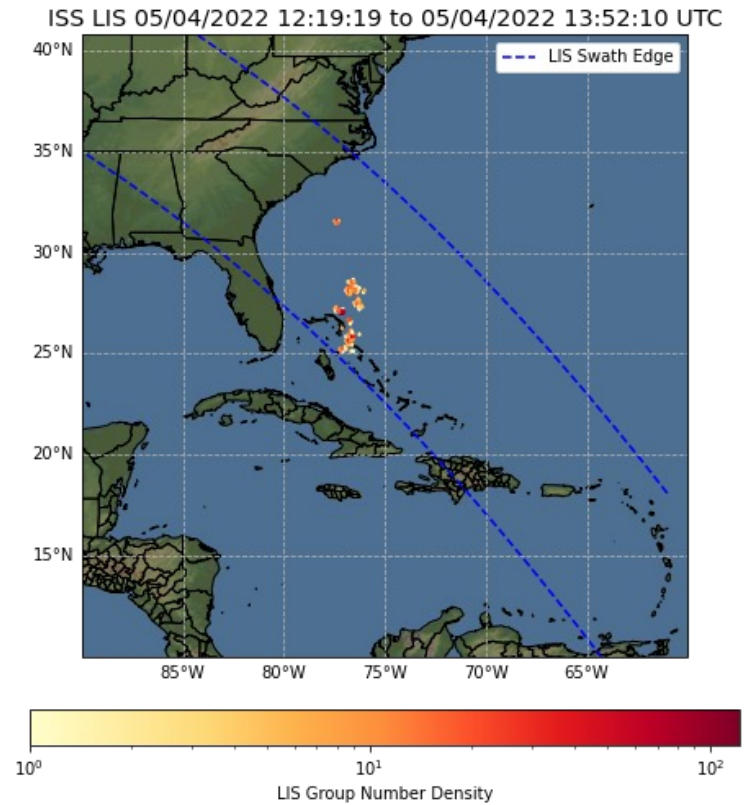 ISS LIS 05/04/2022 12:19:19 to 05/04/2022 13:52:10 UTC
LIS Swath Edge
40°N
35°N
30°N
25°N
20°N
15°N
85°W 80°W 75°W 70°W 65°W
10⁰ 10¹ 10²
LIS Group Number Density